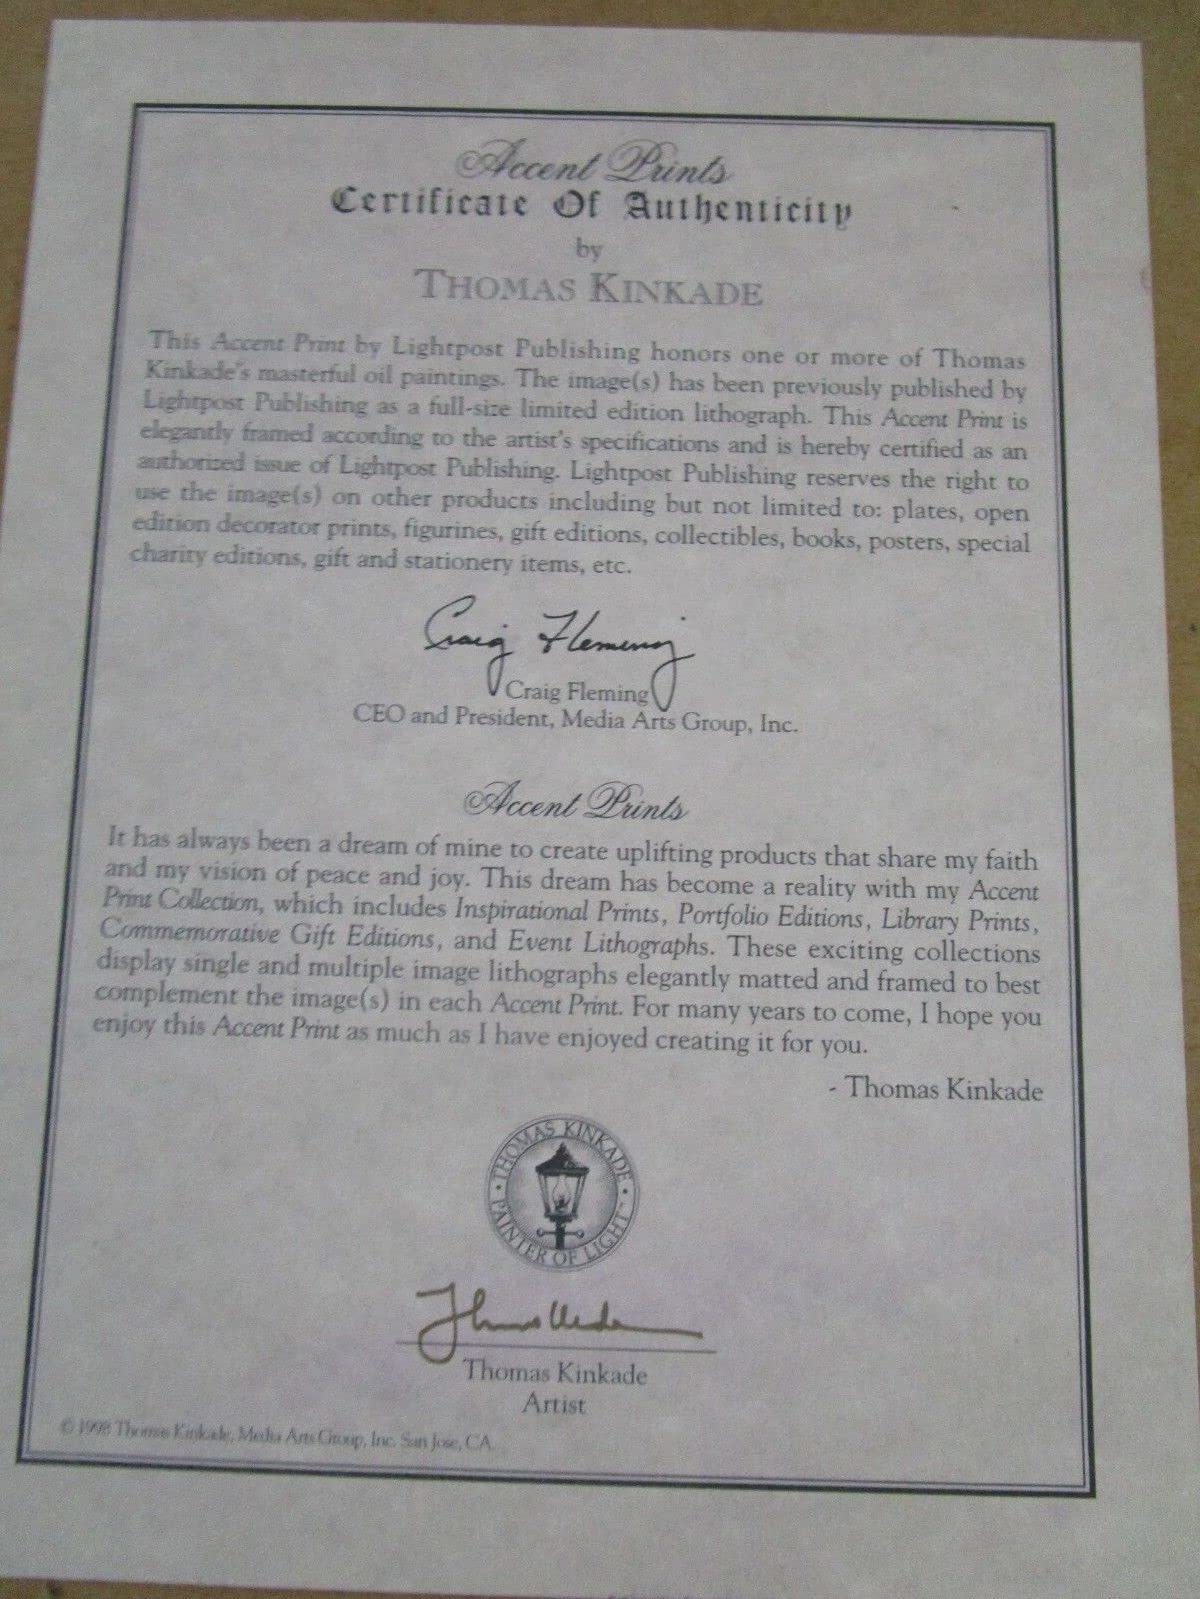 Accent Prints
Certificate Of Authenticity
by
THOMAS KINKADE
This Accent Print by Lightpost Publishing honors one or more of Thomas
Kinkade's masterful oil paintings. The image(s) has been previously published by
Lightpost Publishing as a full-size limited edition lithograph. This Accent Print is
elegantly framed according to the artist's specifications and is hereby certified as an
authorized issue of Lightpost Publishing. Lightpost Publishing reserves the right to
use the image(s) on other products including but not limited to: plates, open
edition decorator prints, figurines, gift editions, collectibles, books, posters, special
charity editions, gift and stationery items, etc.
Craig Fleming
Craig Fleming
CEO and President, Media Arts Group, Inc.
Accent Prints
It has always been a dream of mine to create uplifting products that share my faith
and my vision of peace and joy. This dream has become a reality with my Accent
Print Collection, which includes Inspirational Prints, Portfolio Editions, Library Prints,
Commemorative Gift Editions, and Event Lithographs. These exciting collections
display single and multiple image lithographs elegantly matted and framed to best
complement the image(s) in each Accent Print. For many years to come, I hope you
enjoy this Accent Print as much as I have enjoyed creating it for you.
- Thomas Kinkade
THOMAS KINKADE
PAINTER OF LIGHT™
Thomas Kinkade
Artist
© 1998 Thomas Kinkade, Media Arts Group, Inc. San Jose, CA